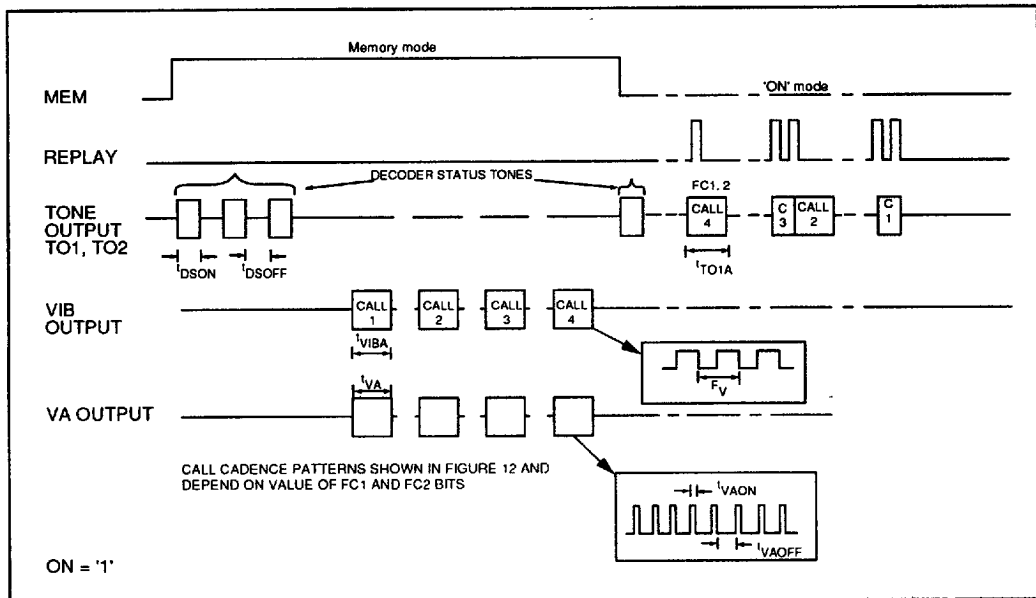 Memory mode
MEM
'ON' mode
REPLAY
DECODER STATUS TONES
FC1, 2
TONE
OUTPUT
TO1, TO2
CALL
4
C
3
CALL
2
C
1
tDSON
tDSOFF
tTO1A
VIB
OUTPUT
CALL
1
CALL
2
CALL
3
CALL
4
tVIBA
FV
tVA
VA OUTPUT
CALL CADENCE PATTERNS SHOWN IN FIGURE 12 AND
DEPEND ON VALUE OF FC1 AND FC2 BITS
tVAON
tVAOFF
ON = '1'